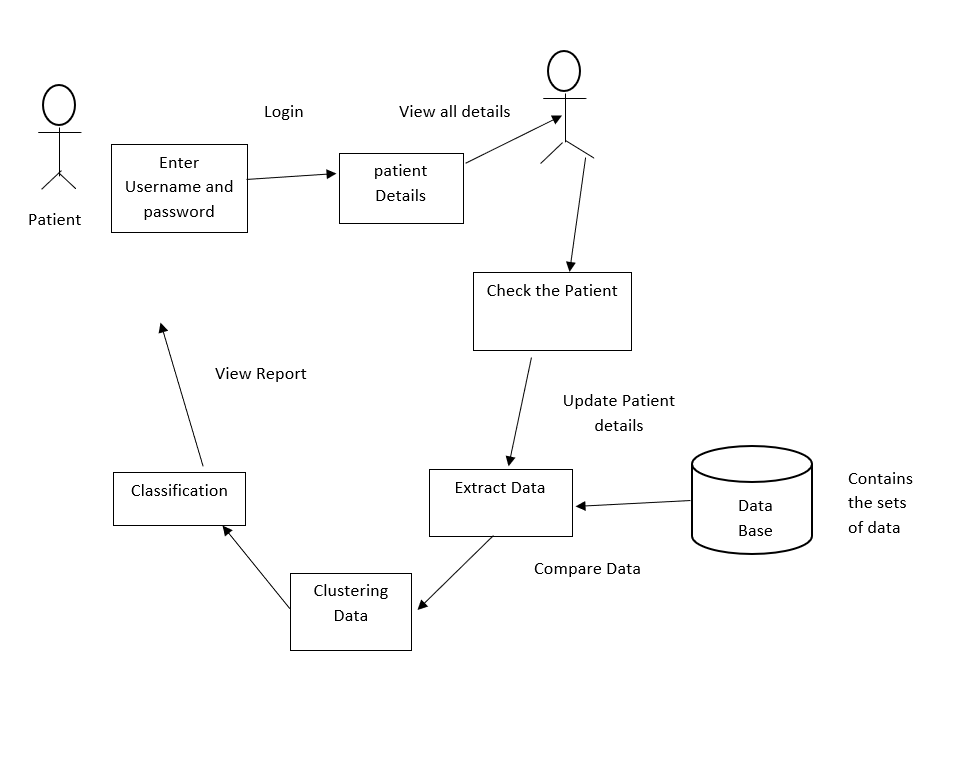 Login
View all details
Enter
Username and
password
patient
Details
Patient
Check the Patient
View Report
Update Patient
details
Classification
Extract Data
Data
Base
Contains
the sets
of data
Compare Data
Clustering
Data